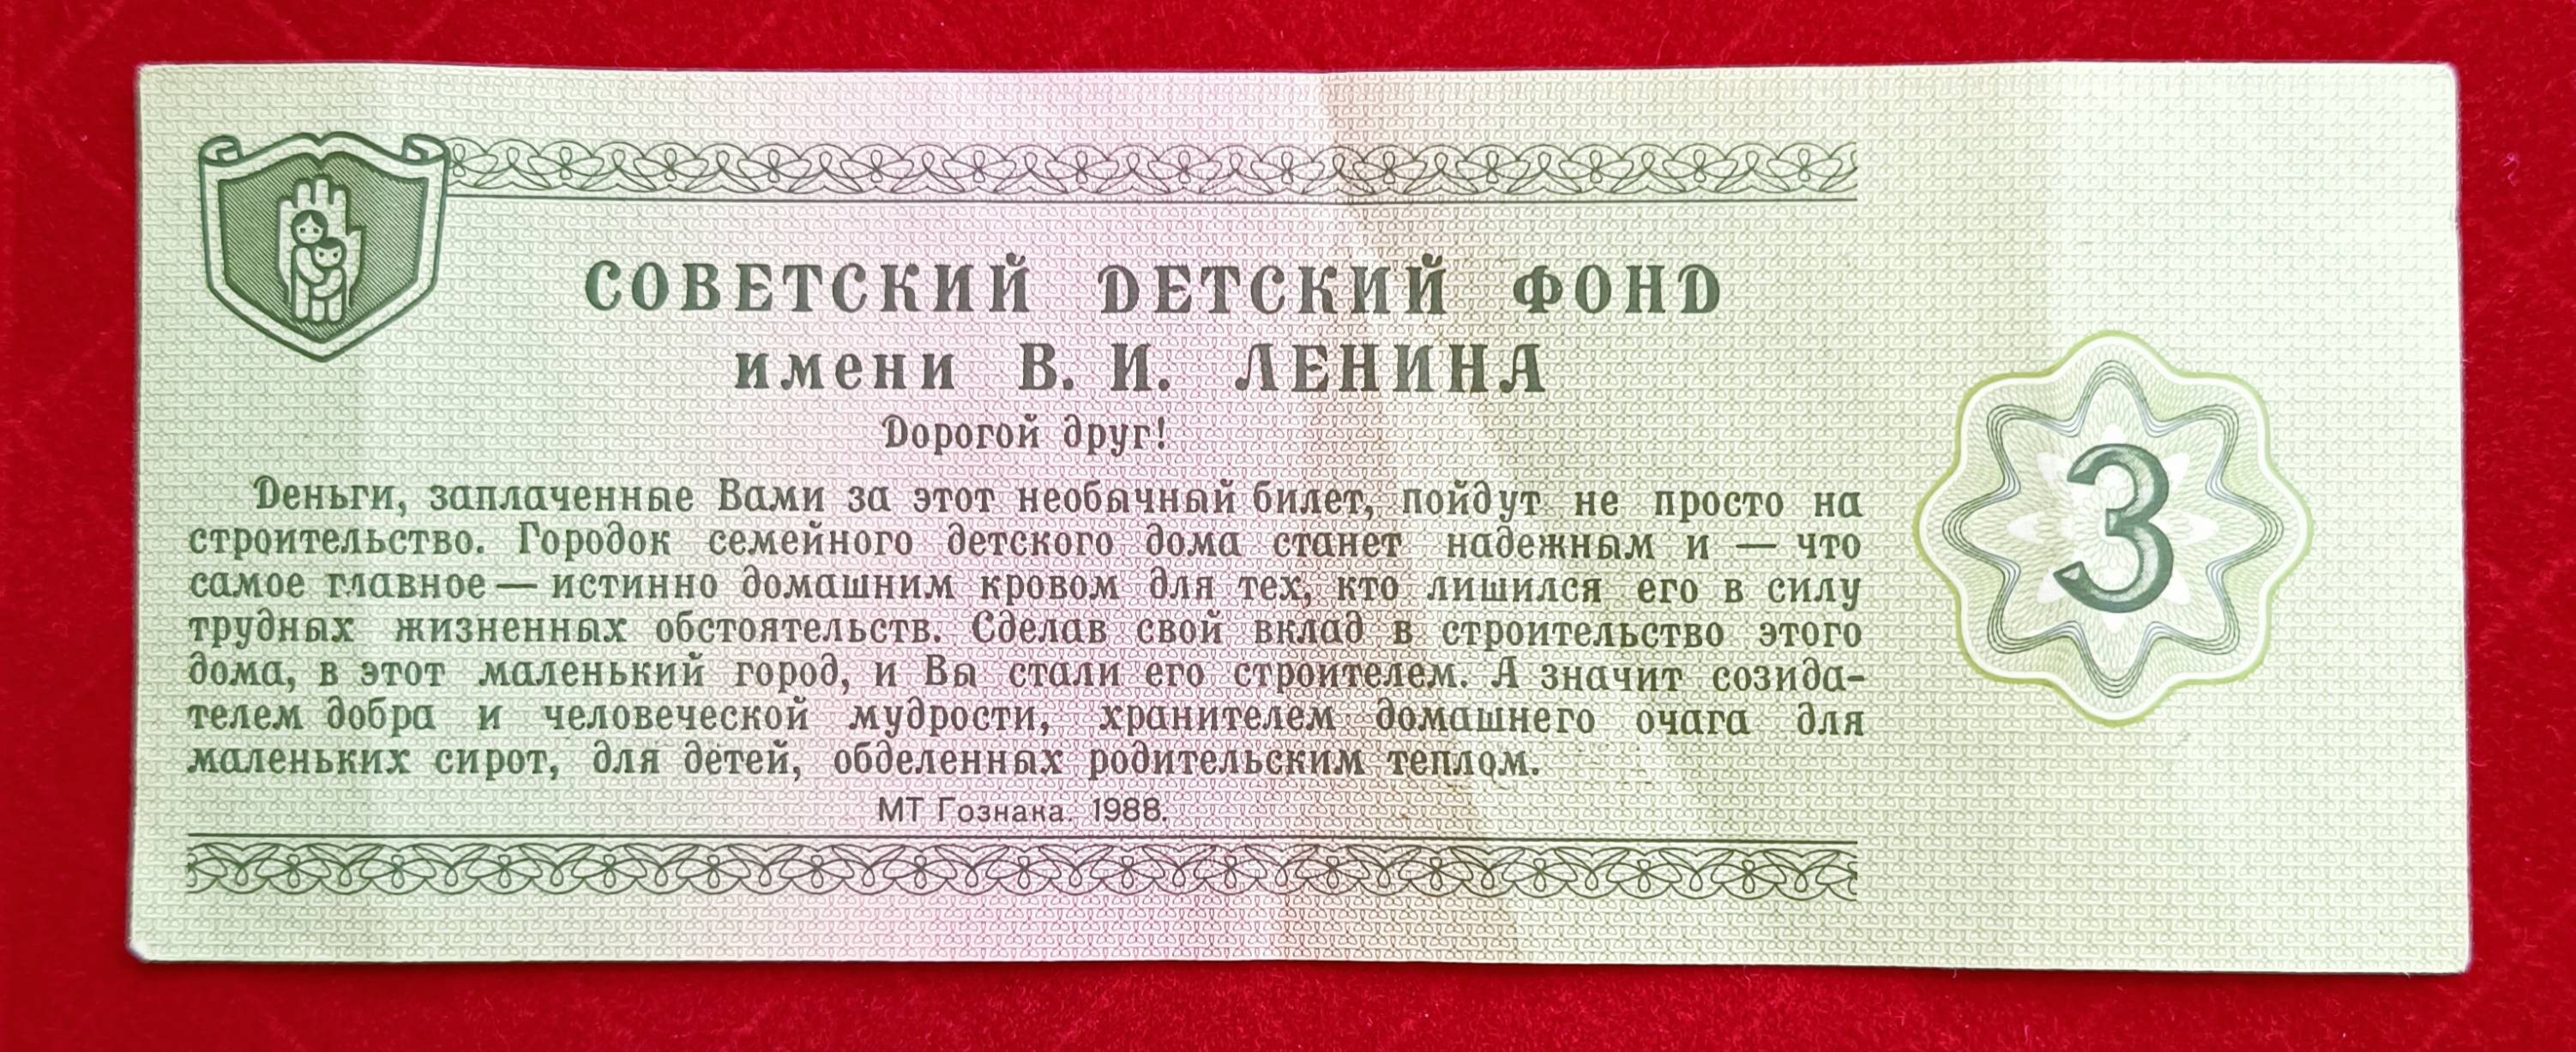 СОВЕТСКИЙ ДЕТСКИЙ ФОНД
имени В. И. ЛЕНИНА
Дорогой друг!
Деньги, заплаченные Вами за этот необычный билет, пойдут не просто на
строительство. Городок семейного детского дома станет надежным и — что
самое главное — истинно домашним кровом для тех, кто лишился его в силу
трудных жизненных обстоятельств. Сделав свой вклад в строительство этого
дома, в этот маленький город, и Вы стали его строителем. А значит созида-
телем добра и человеческой мудрости, хранителем домашнего очага для
маленьких сирот, для детей, обделенных родительским теплом.
МТ Гознака. 1988.
3